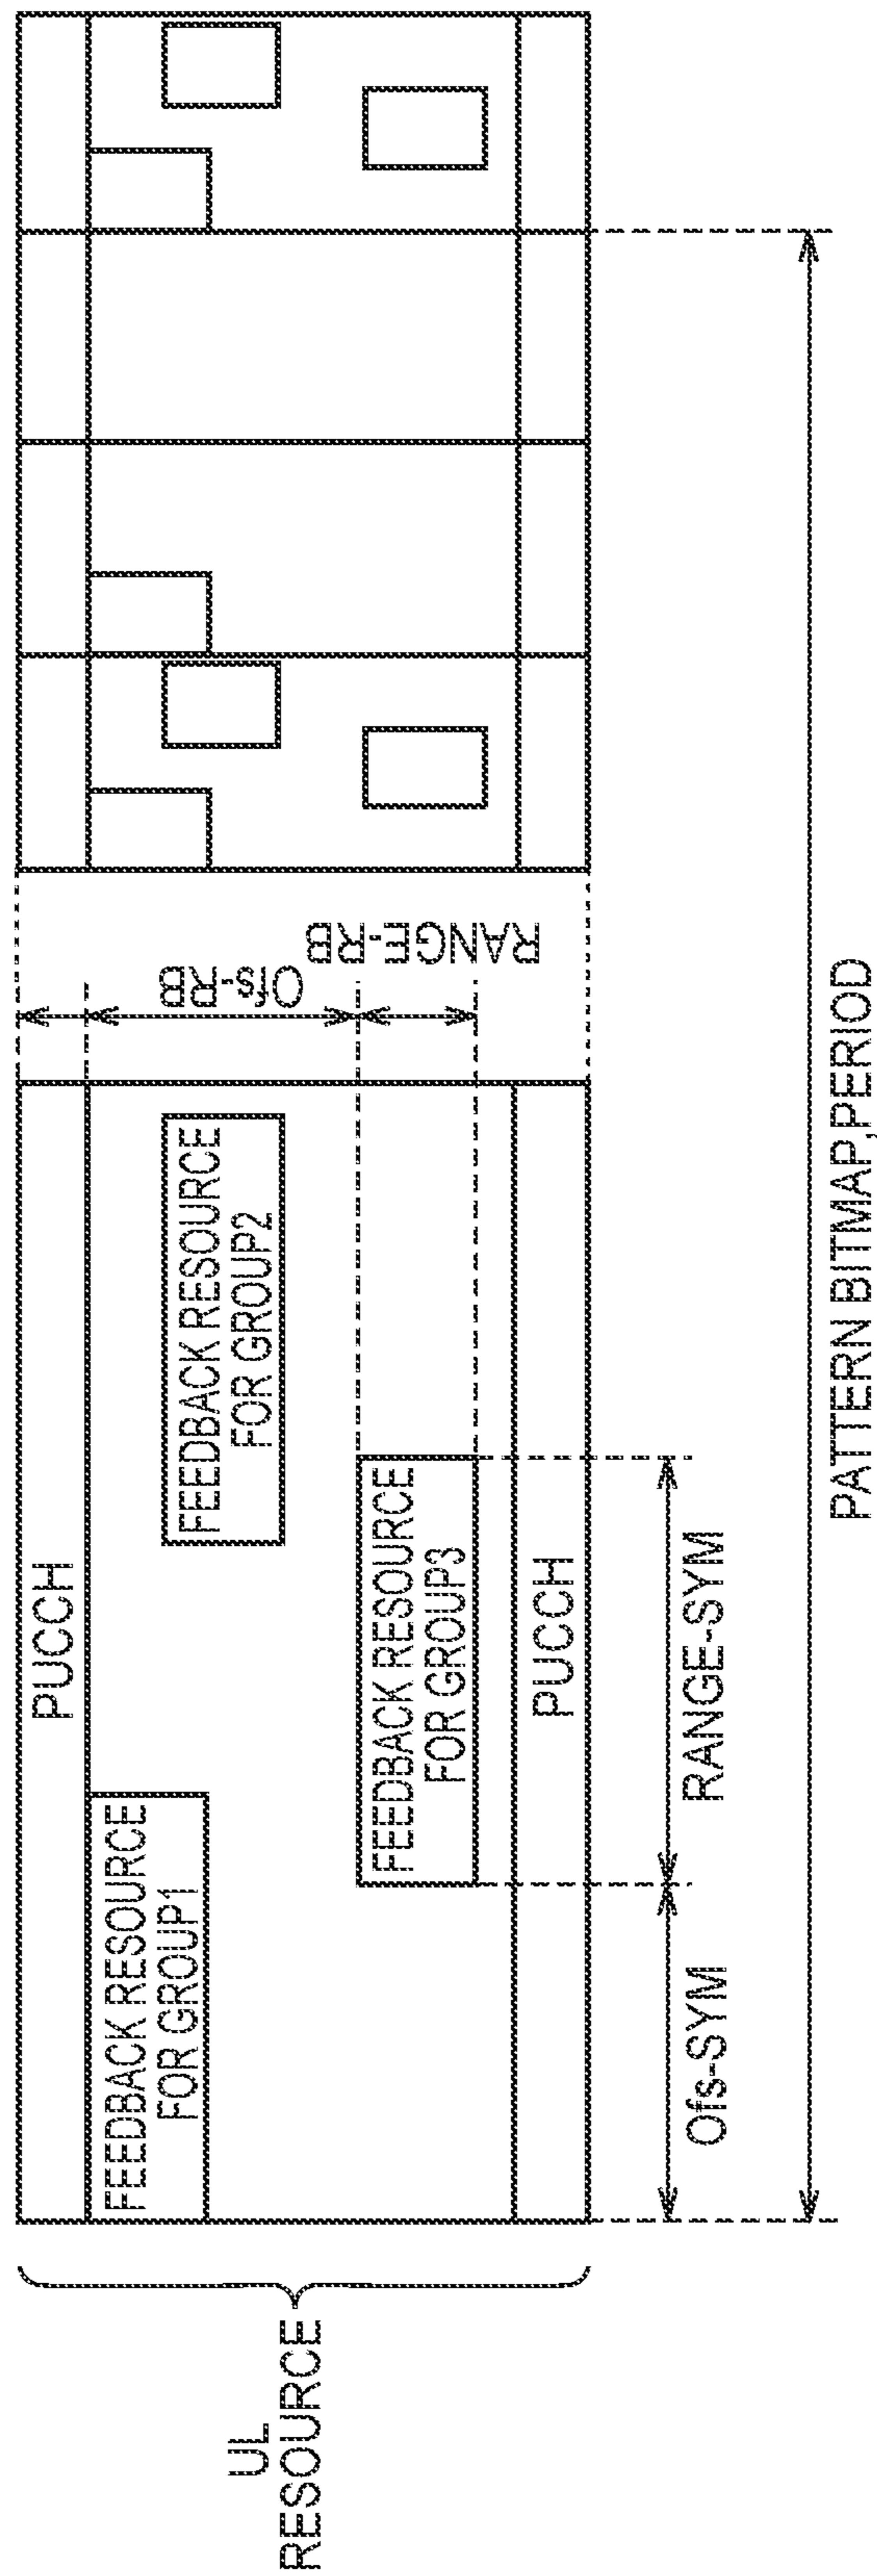 UL
RESOURCE
PUCCH
FEEDBACK RESOURCE
FOR GROUP1
FEEDBACK RESOURCE
FOR GROUP2
FEEDBACK RESOURCE
FOR GROUP3
PUCCH
Ofs-RB
RANGE-RB
Ofs-SYM
RANGE-SYM
PATTERN BITMAP,PERIOD